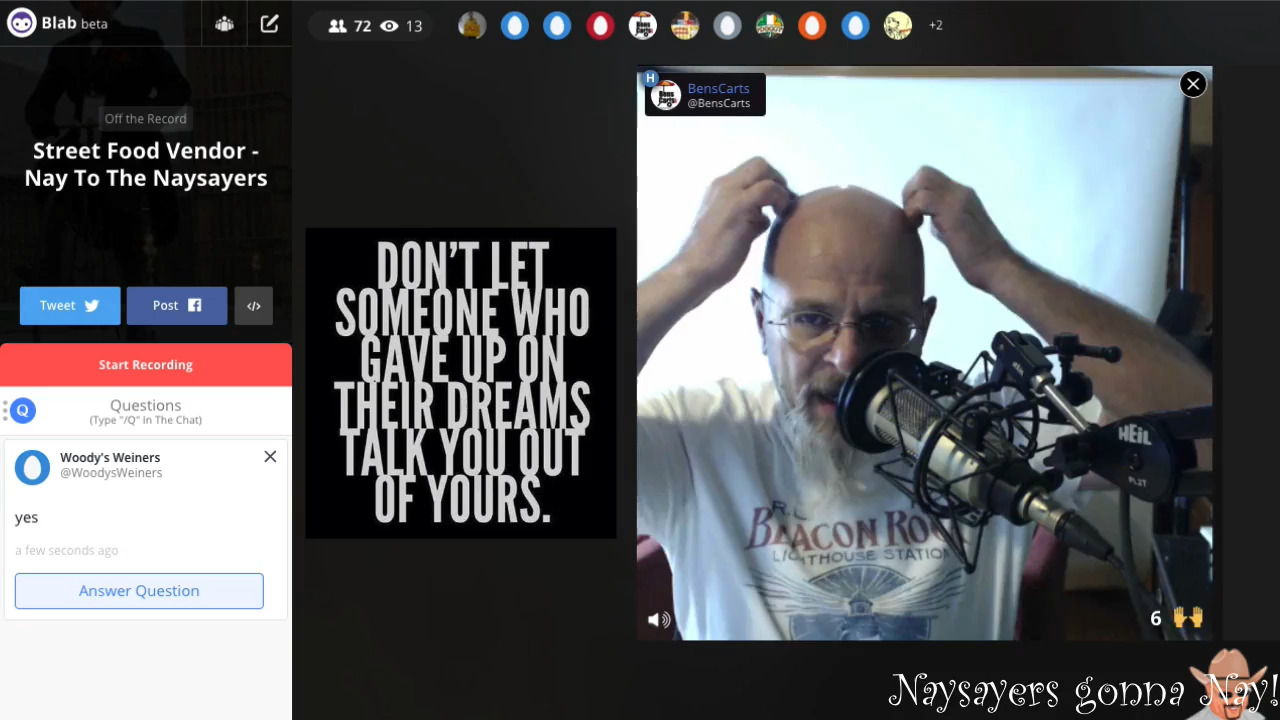 Blab beta
72 13
+2
Off the Record
Street Food Vendor -
Nay To The Naysayers
Tweet
Post
</>
Start Recording
Q
Questions
(Type "/Q" In The Chat)
Woody's Weiners
@WoodysWeiners
yes
a few seconds ago
Answer Question
DON'T LET
SOMEONE WHO
GAVE UP ON
THEIR DREAMS
TALK YOU OUT
OF YOURS.
H
BensCarts
@BensCarts
HEiL
BEACON ROCK
LIGHTHOUSE STATION
6
Naysayers gonna Nay!